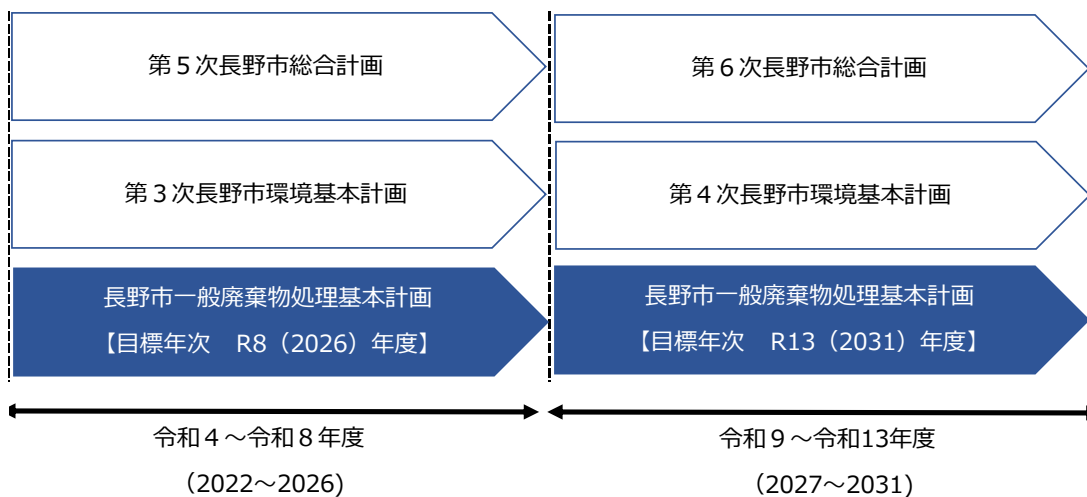 第５次長野市総合計画
第６次長野市総合計画
第３次長野市環境基本計画
第４次長野市環境基本計画
長野市一般廃棄物処理基本計画
【目標年次　R8（2026）年度】
長野市一般廃棄物処理基本計画
【目標年次　R13（2031）年度】
令和４～令和８年度
（2022～2026)
令和９～令和13年度
（2027～2031)